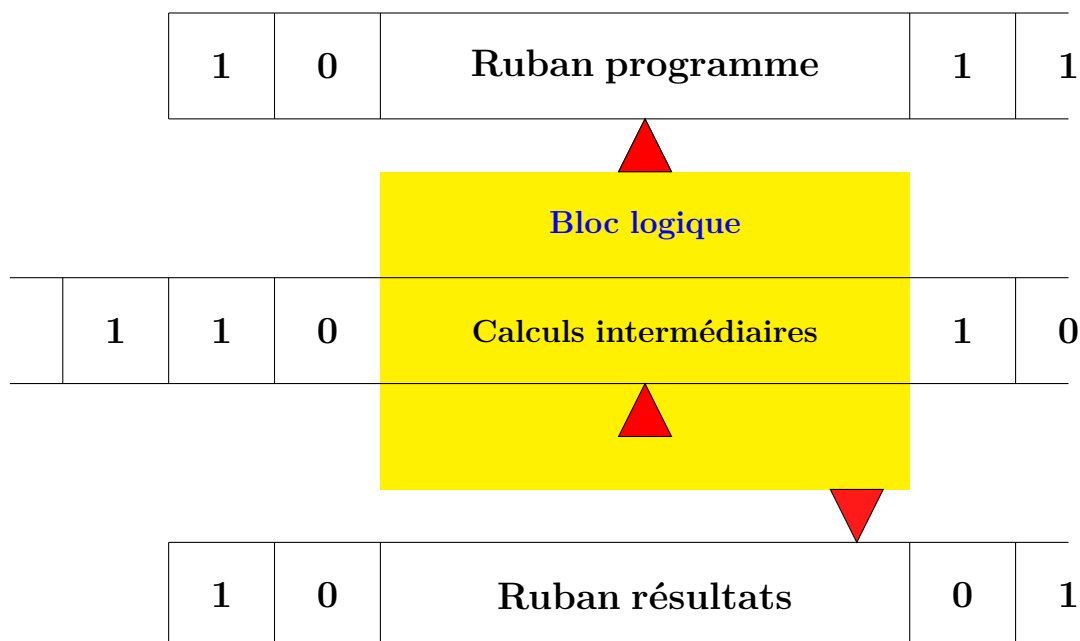 1 0 Ruban programme 1 1
Bloc logique
1 1 0 Calculs intermédiaires 1 0
1 0 Ruban résultats 0 1